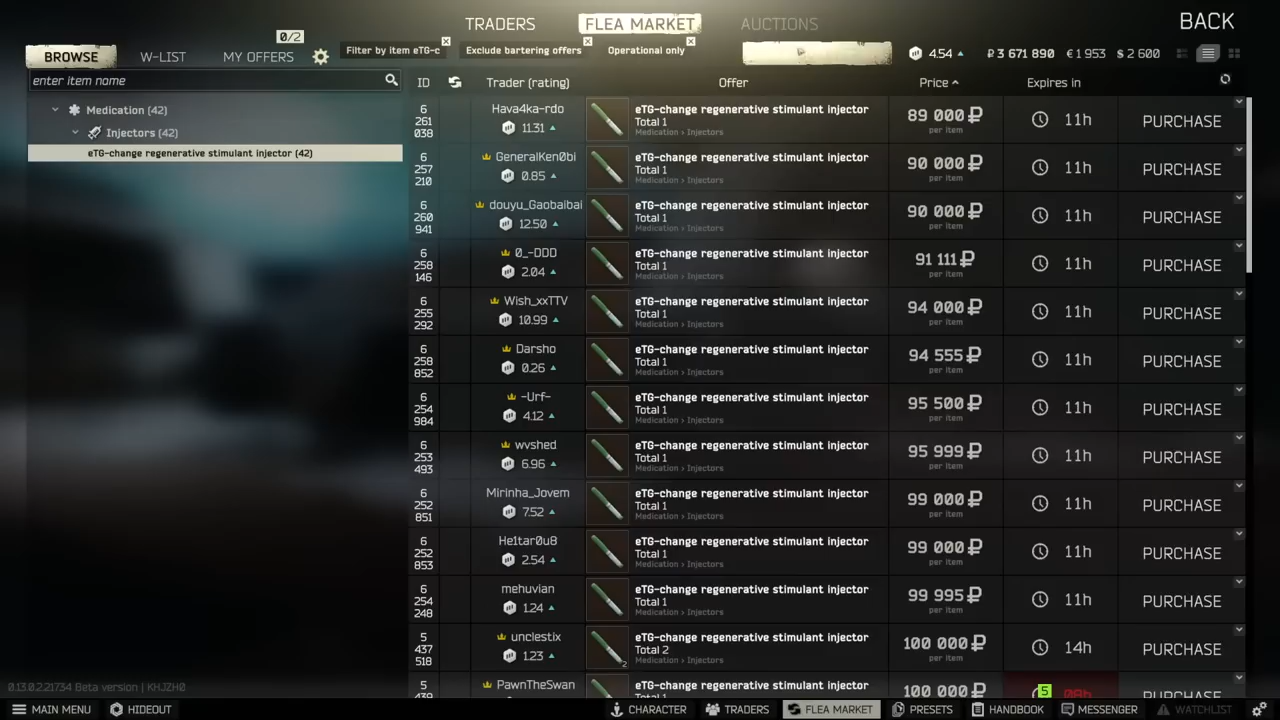 TRADERS
FLEA MARKET
AUCTIONS
BACK
0/2
BROWSE
W-LIST
MY OFFERS
Filter by item eTG-c
Exclude bartering offers
Operational only
4.54
₽ 3 671 890
€ 1 953
$ 2 600
enter item name
ID
Trader (rating)
Offer
Price
Expires in
Medication (42)
Injectors (42)
eTG-change regenerative stimulant injector (42)
6
261
038
Hava4ka-rdo
11.31
eTG-change regenerative stimulant injector
Total 1
Medication > Injectors
89 000 ₽
per item
11h
PURCHASE
6
257
210
GeneralKen0bi
0.85
eTG-change regenerative stimulant injector
Total 1
Medication > Injectors
90 000 ₽
per item
11h
PURCHASE
6
260
941
douyu_Gaobaibai
12.50
eTG-change regenerative stimulant injector
Total 1
Medication > Injectors
90 000 ₽
per item
11h
PURCHASE
6
258
146
0_-DDD
2.04
eTG-change regenerative stimulant injector
Total 1
Medication > Injectors
91 111 ₽
per item
11h
PURCHASE
6
255
292
Wish_xxTTV
10.99
eTG-change regenerative stimulant injector
Total 1
Medication > Injectors
94 000 ₽
per item
11h
PURCHASE
6
258
852
Darsho
0.26
eTG-change regenerative stimulant injector
Total 1
Medication > Injectors
94 555 ₽
per item
11h
PURCHASE
6
254
984
-Urf-
4.12
eTG-change regenerative stimulant injector
Total 1
Medication > Injectors
95 500 ₽
per item
11h
PURCHASE
6
253
493
wvshed
6.96
eTG-change regenerative stimulant injector
Total 1
Medication > Injectors
95 999 ₽
per item
11h
PURCHASE
6
252
851
Mirinha_Jovem
7.52
eTG-change regenerative stimulant injector
Total 1
Medication > Injectors
99 000 ₽
per item
11h
PURCHASE
6
252
853
He1tar0u8
2.54
eTG-change regenerative stimulant injector
Total 1
Medication > Injectors
99 000 ₽
per item
11h
PURCHASE
6
254
248
mehuvian
1.24
eTG-change regenerative stimulant injector
Total 1
Medication > Injectors
99 995 ₽
per item
11h
PURCHASE
5
437
518
unclestix
1.23
2
eTG-change regenerative stimulant injector
Total 2
Medication > Injectors
100 000 ₽
per item
14h
PURCHASE
5
PawnTheSwan
eTG-change regenerative stimulant injector
100 000 ₽
PURCHASE
0.13.0.2.21734 Beta version | KHJZH0
5
MAIN MENU
HIDEOUT
CHARACTER
TRADERS
FLEA MARKET
PRESETS
HANDBOOK
MESSENGER
WATCHLIST